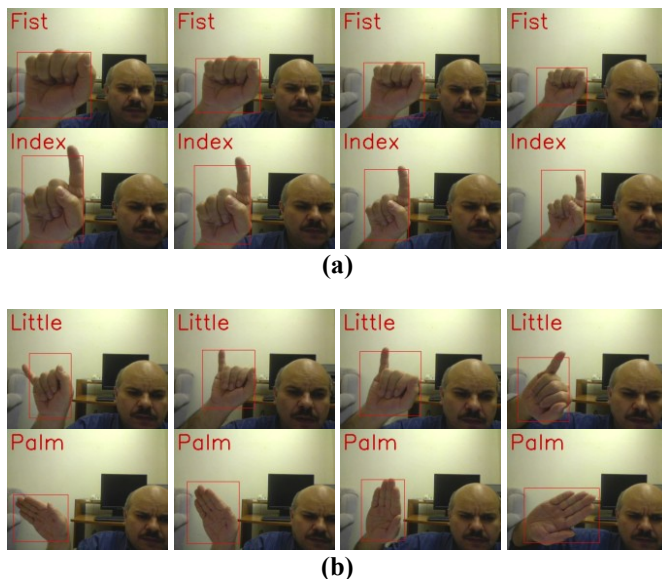 Fist Fist Fist Fist
Index Index Index Index
(a)
Little Little Little Little
Palm Palm Palm Palm
(b)